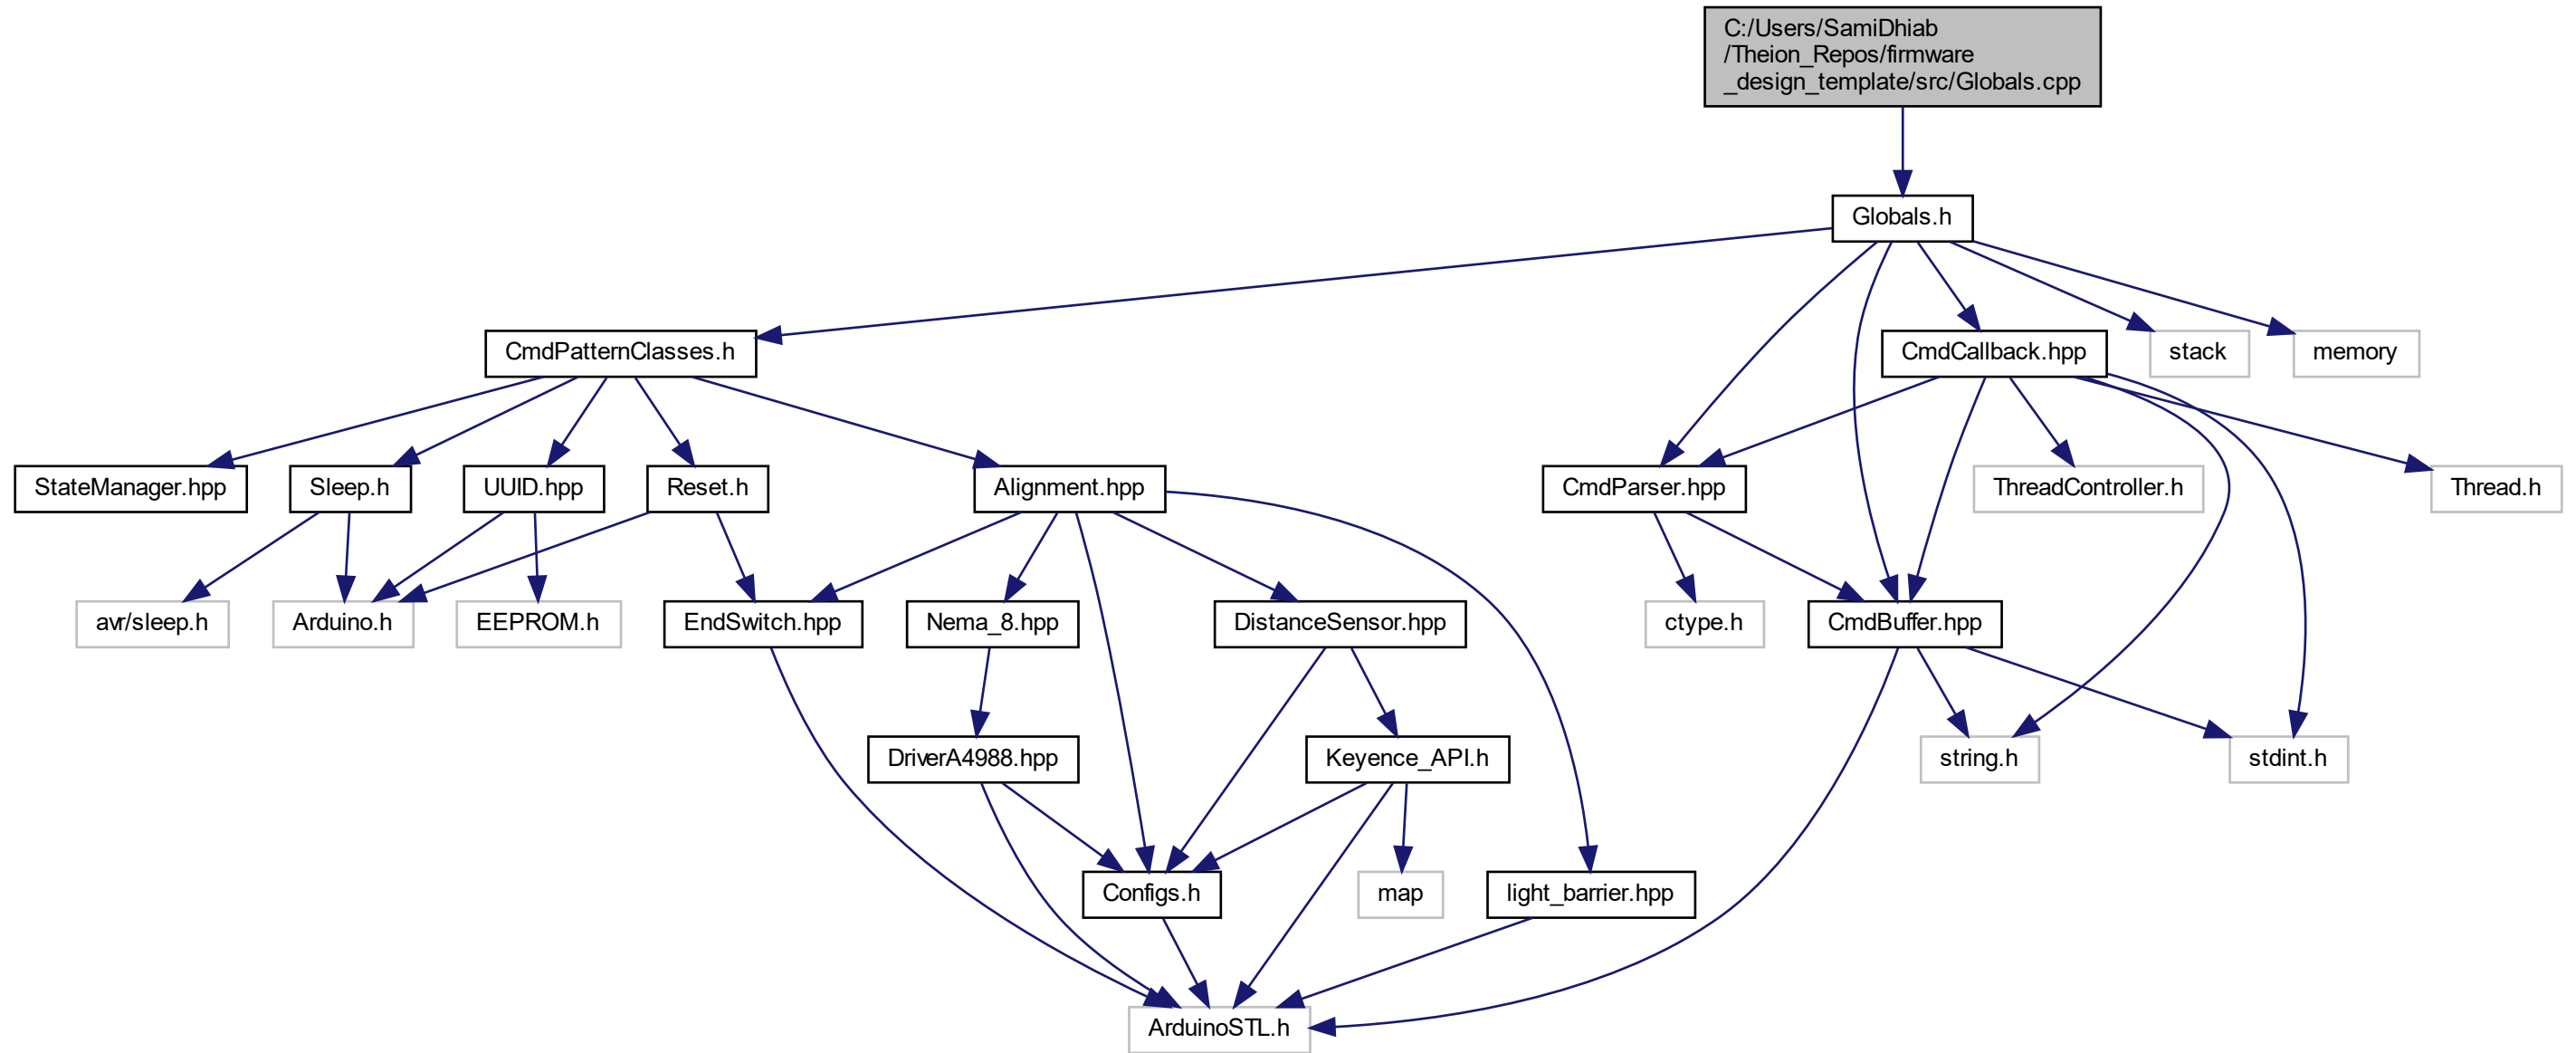 C:/Users/SamiDhiab
/Theion_Repos/firmware
_design_template/src/Globals.cpp
Globals.h
CmdPatternClasses.h
CmdCallback.hpp
stack
memory
StateManager.hpp
Sleep.h
UUID.hpp
Reset.h
Alignment.hpp
CmdParser.hpp
ThreadController.h
Thread.h
avr/sleep.h
Arduino.h
EEPROM.h
EndSwitch.hpp
Nema_8.hpp
DistanceSensor.hpp
ctype.h
CmdBuffer.hpp
DriverA4988.hpp
Keyence_API.h
string.h
stdint.h
Configs.h
map
light_barrier.hpp
ArduinoSTL.h